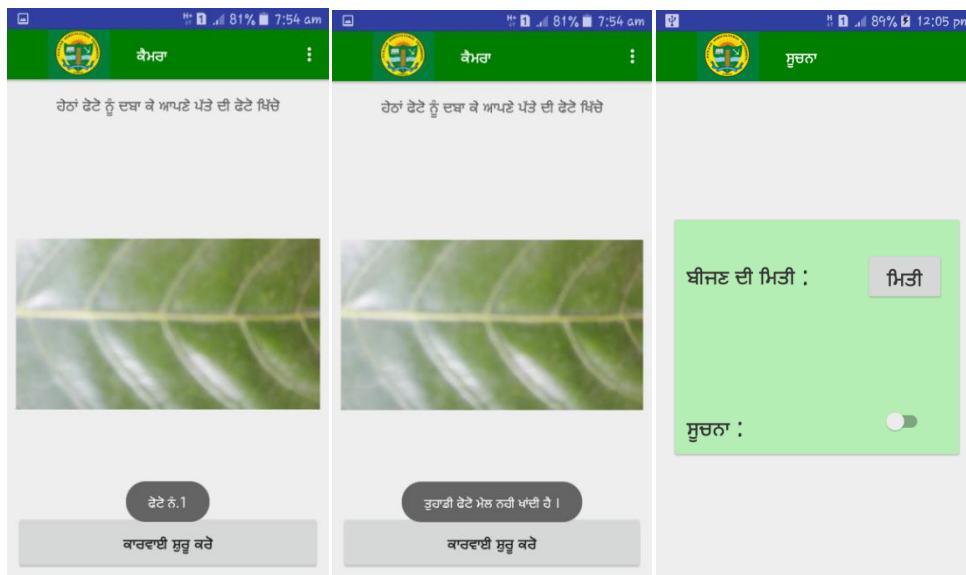 81% 7:54 am
ਕੈਮਰਾ
ਹੇਠਾਂ ਫੋਟੋ ਨੂੰ ਦਬਾ ਕੇ ਆਪਣੇ ਪੱਤੇ ਦੀ ਫੋਟੋ ਖਿੱਚੋ
ਫੋਟੋ ਨੰ.1
ਕਾਰਵਾਈ ਸ਼ੁਰੂ ਕਰੋ
81% 7:54 am
ਕੈਮਰਾ
ਹੇਠਾਂ ਫੋਟੋ ਨੂੰ ਦਬਾ ਕੇ ਆਪਣੇ ਪੱਤੇ ਦੀ ਫੋਟੋ ਖਿੱਚੋ
ਤੁਹਾਡੀ ਫੋਟੋ ਮੇਲ ਨਹੀ ਖਾਂਦੀ ਹੈ ।
ਕਾਰਵਾਈ ਸ਼ੁਰੂ ਕਰੋ
89% 12:05 pm
ਸੂਚਨਾ
ਬੀਜਣ ਦੀ ਮਿਤੀ : ਮਿਤੀ
ਸੂਚਨਾ :